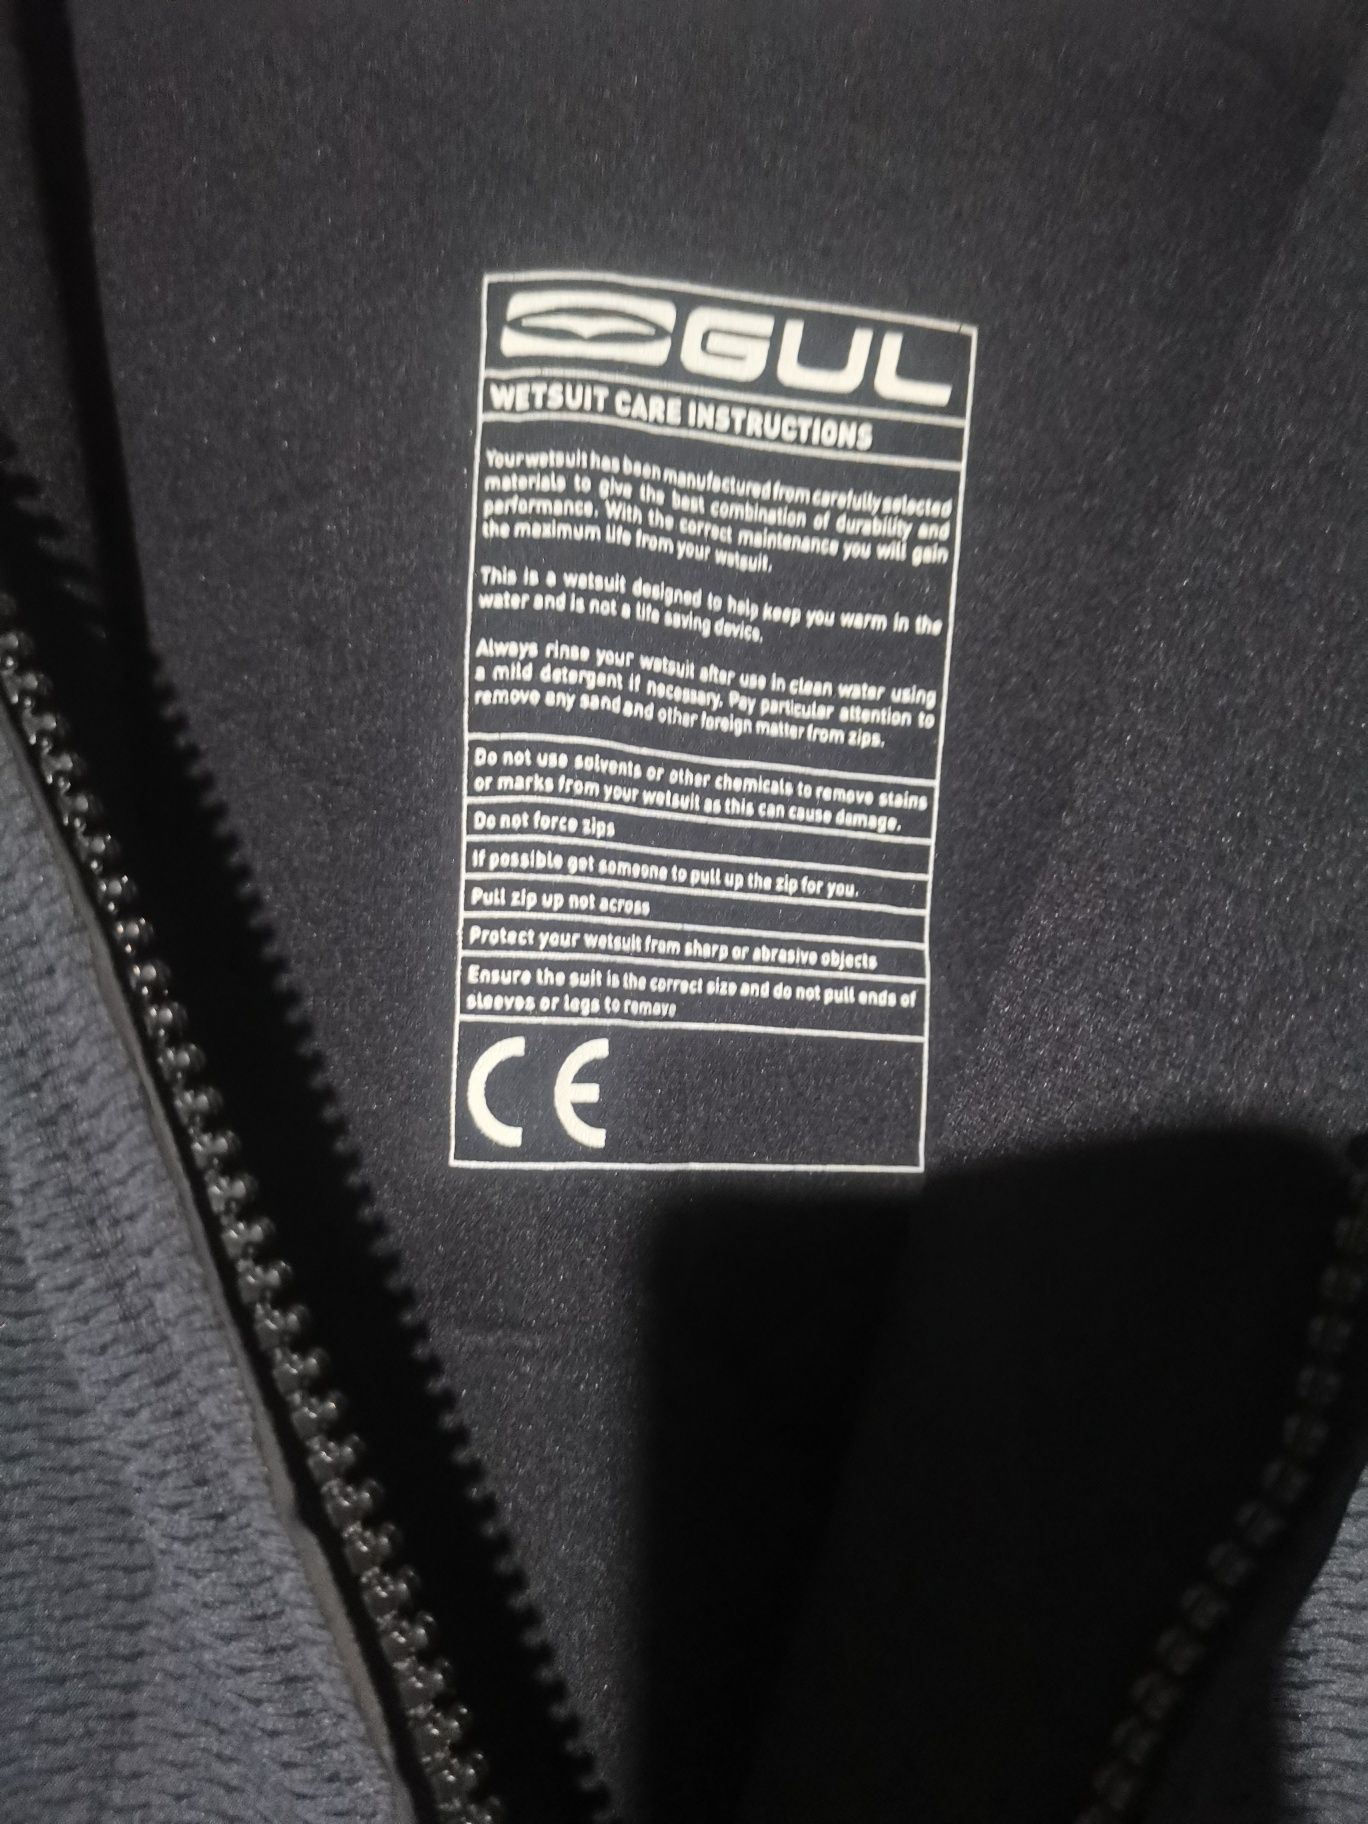 GUL
WETSUIT CARE INSTRUCTIONS
Your wetsuit has been manufactured from carefully selected
materials to give the best combination of durability and
performance. With the correct maintenance you will gain
the maximum life from your wetsuit.
This is a wetsuit designed to help keep you warm in the
water and is not a life saving device.
Always rinse your wetsuit after use in clean water using
a mild detergent if necessary. Pay particular attention to
remove any sand and other foreign matter from zips.
Do not use solvents or other chemicals to remove stains
or marks from your wetsuit as this can cause damage.
Do not force zips
If possible get someone to pull up the zip for you.
Pull zip up not across
Protect your wetsuit from sharp or abrasive objects
Ensure the suit is the correct size and do not pull ends of
sleeves or legs to remove
CE